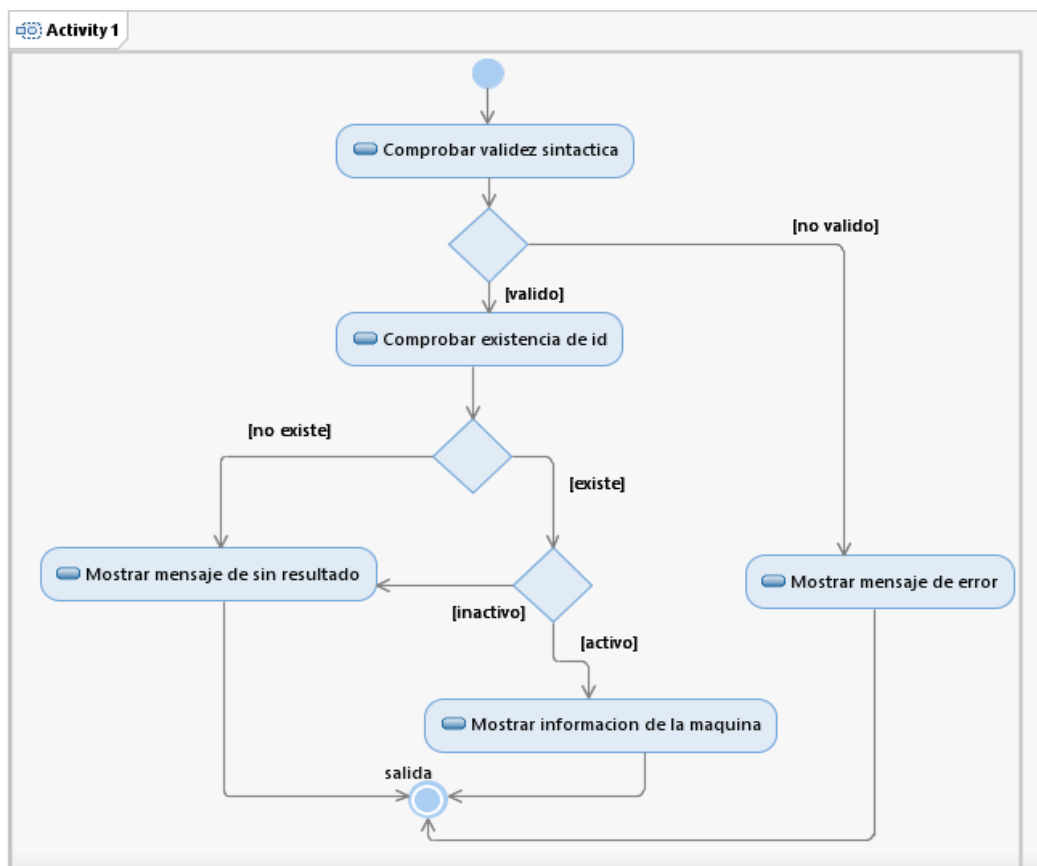 Activity 1
Comprobar validez sintactica
[no valido]
[valido]
Comprobar existencia de id
[no existe]
[existe]
Mostrar mensaje de sin resultado
Mostrar mensaje de error
[inactivo]
[activo]
Mostrar informacion de la maquina
salida